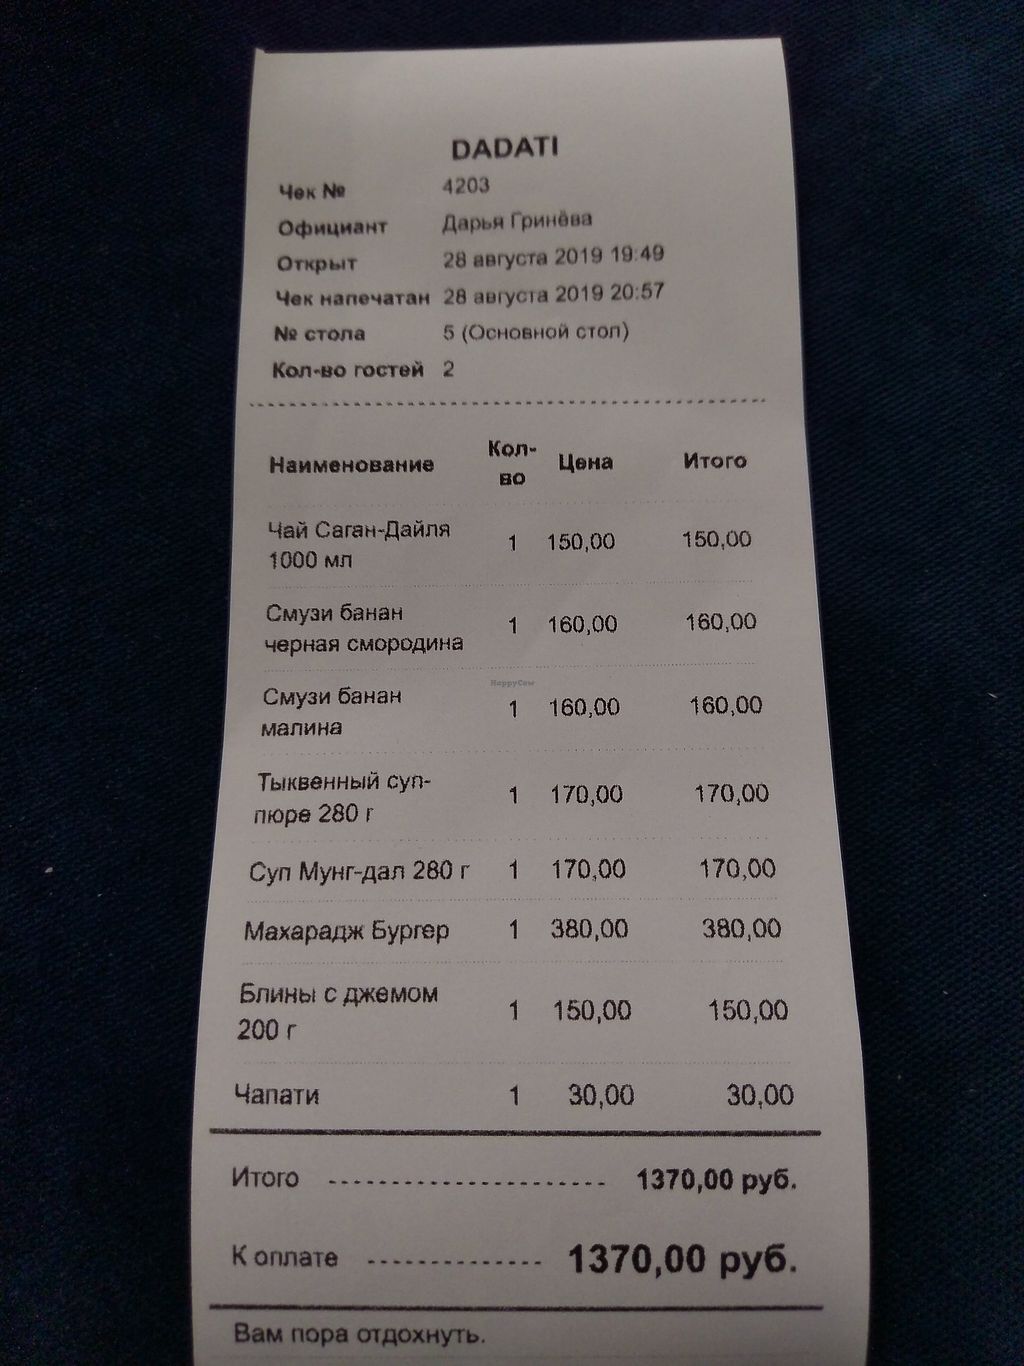 DADATI
Чек № 4203
Официант Дарья Гринёва
Открыт 28 августа 2019 19:49
Чек напечатан 28 августа 2019 20:57
№ стола 5 (Основной стол)
Кол-во гостей 2
Наименование Кол-во Цена Итого
Чай Саган-Дайля
1000 мл 1 150,00 150,00
Смузи банан
черная смородина 1 160,00 160,00
HappyCow
Смузи банан
малина 1 160,00 160,00
Тыквенный суп-
пюре 280 г 1 170,00 170,00
Суп Мунг-дал 280 г 1 170,00 170,00
Махарадж Бургер 1 380,00 380,00
Блины с джемом
200 г 1 150,00 150,00
Чапати 1 30,00 30,00
Итого ---------------------- 1370,00 руб.
К оплате -------------- 1370,00 руб.
Вам пора отдохнуть.